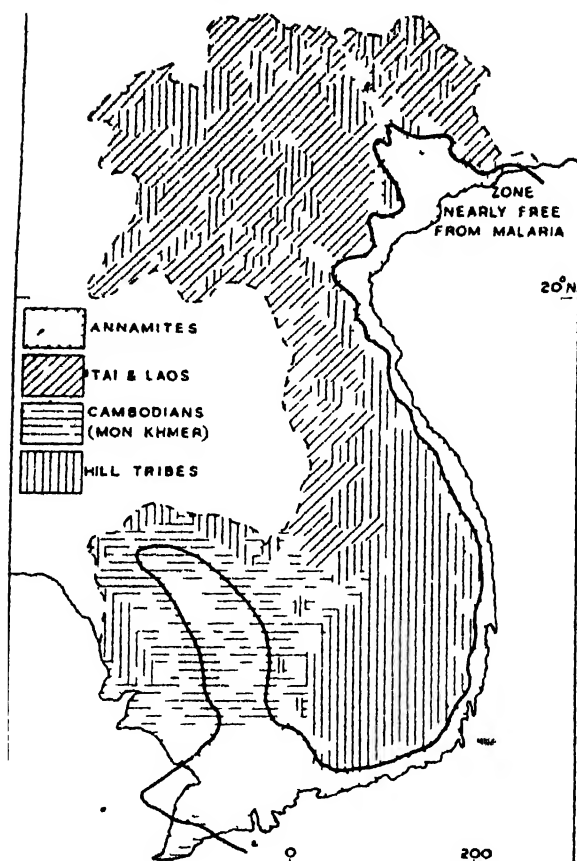 ZONE
NEARLY FREE
FROM MALARIA
20°N
ANNAMITES
TAI & LAOS
CAMBODIANS
(MON KHMER)
HILL TRIBES
0 200